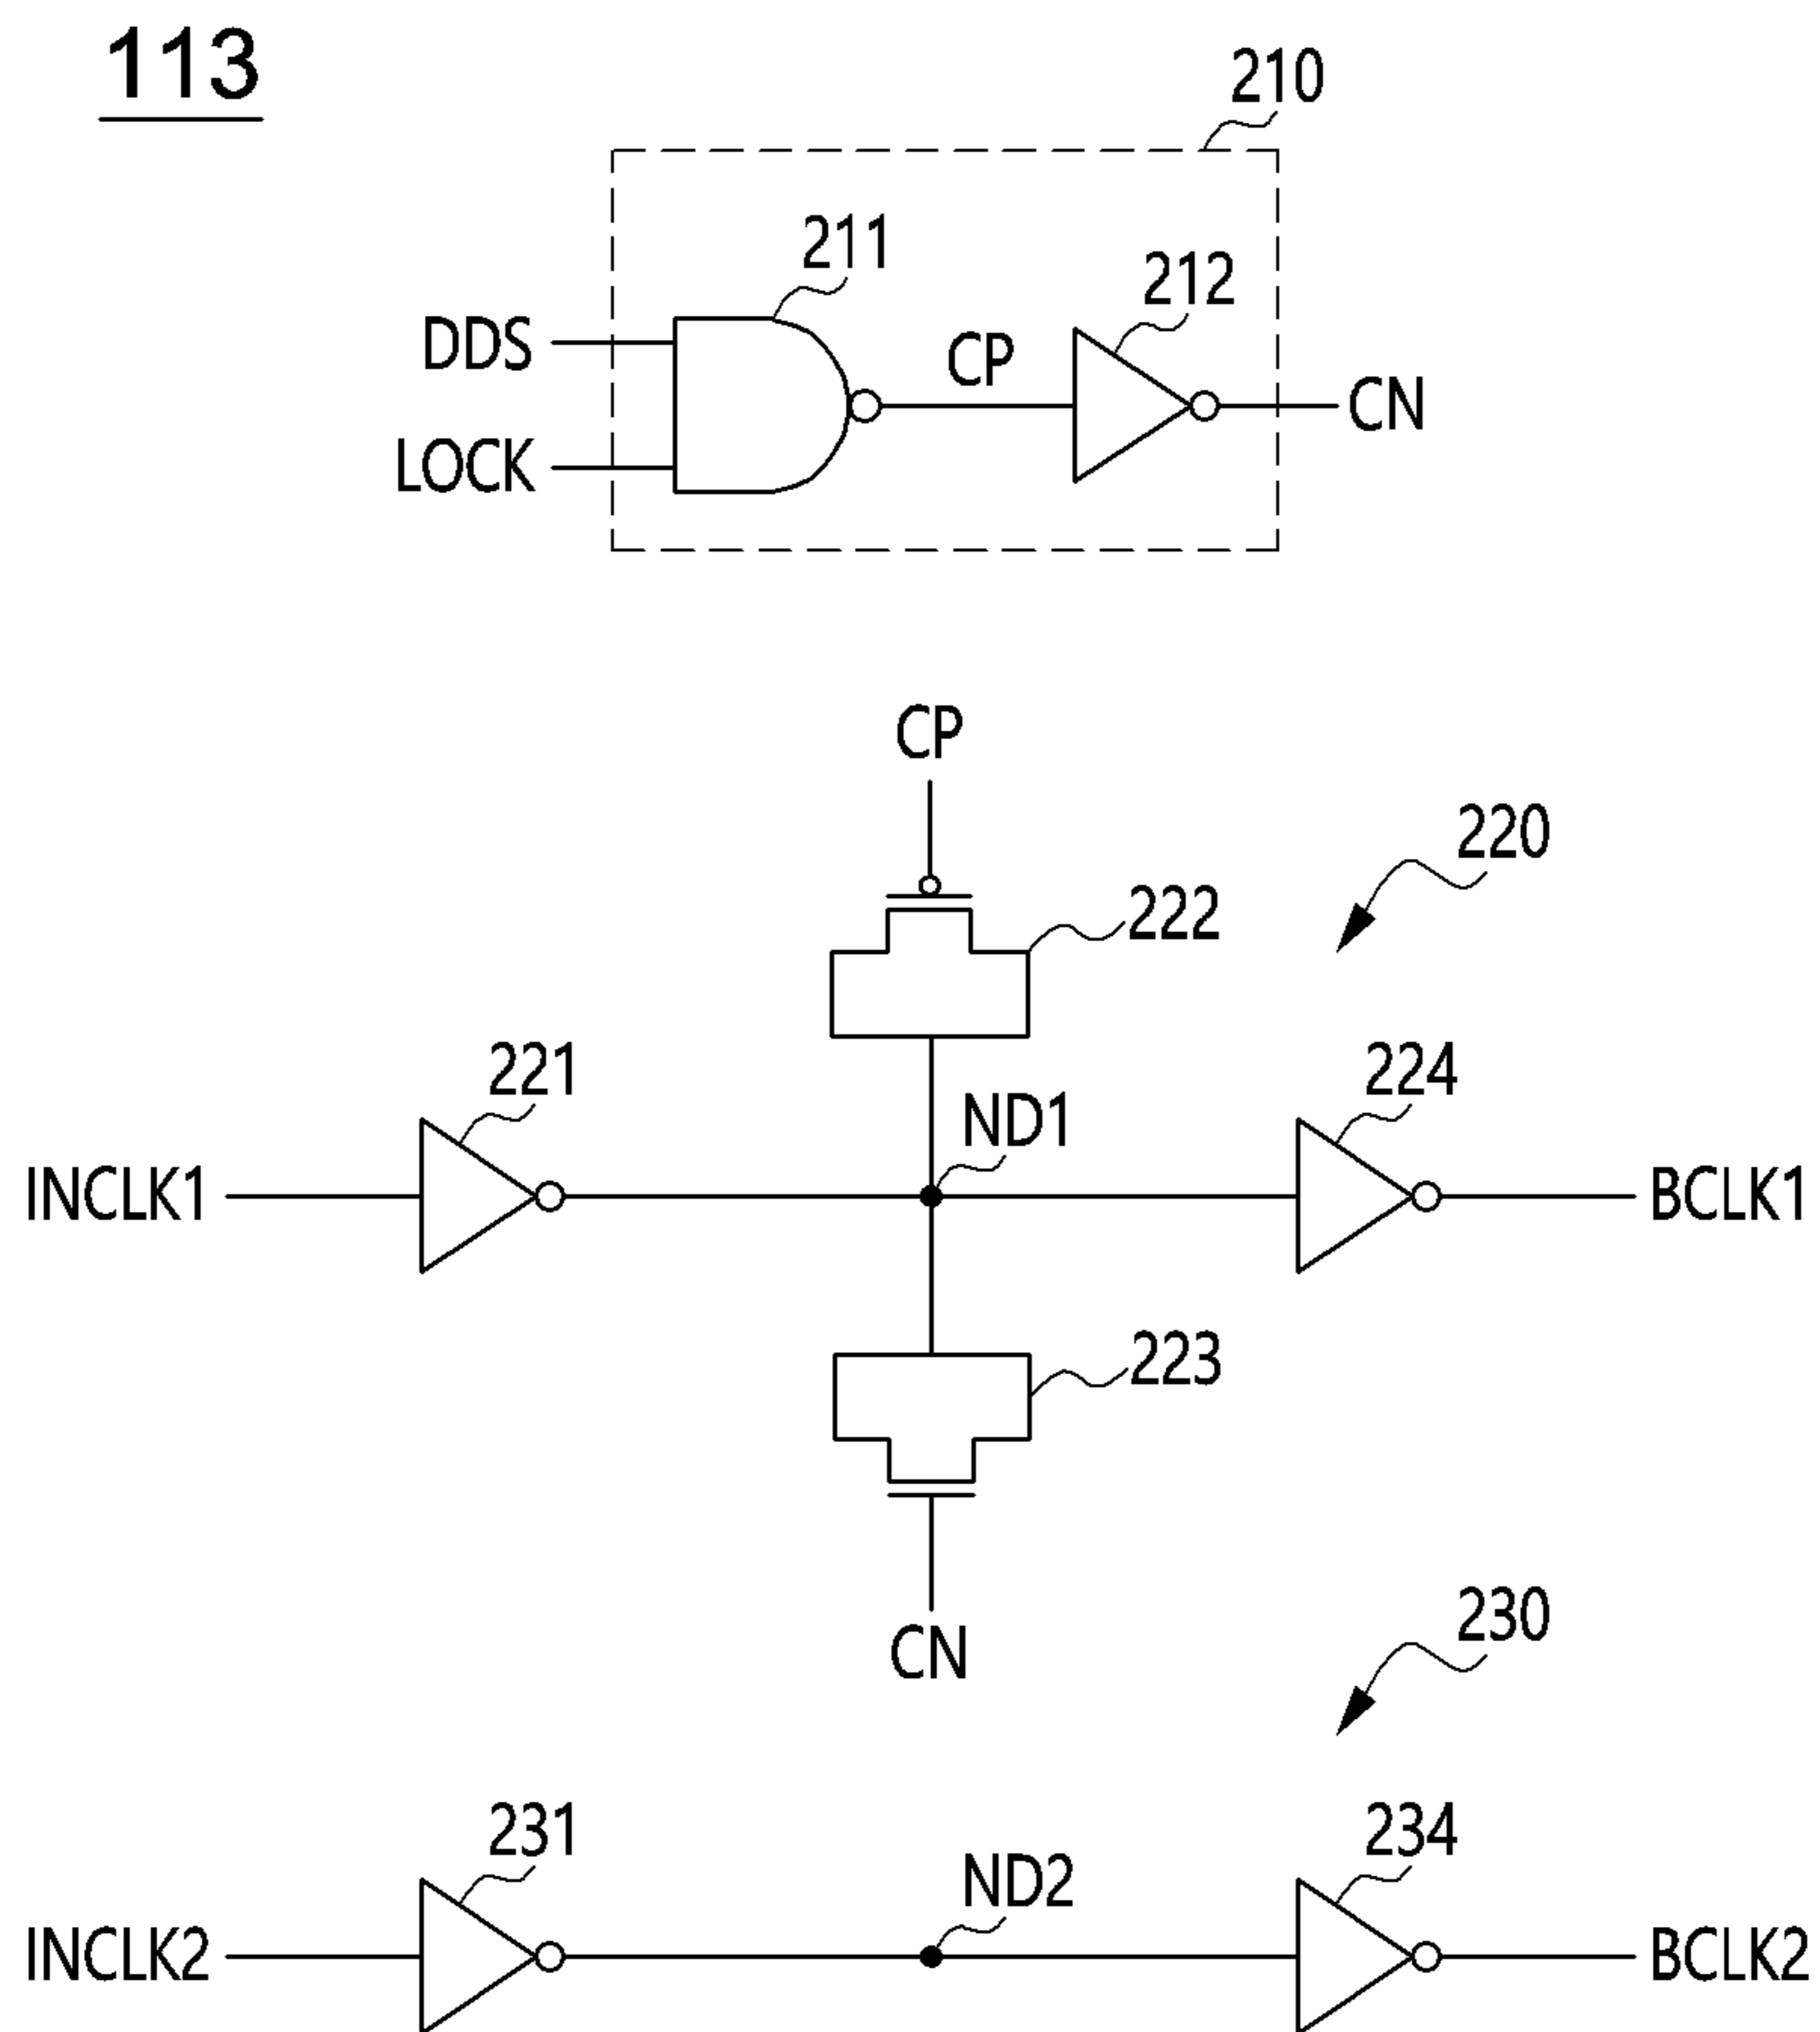 113
210
211
212
DDS
CP
CN
LOCK
CP
220
222
221
ND1
224
INCLK1
BCLK1
223
CN
230
231
ND2
234
INCLK2
BCLK2